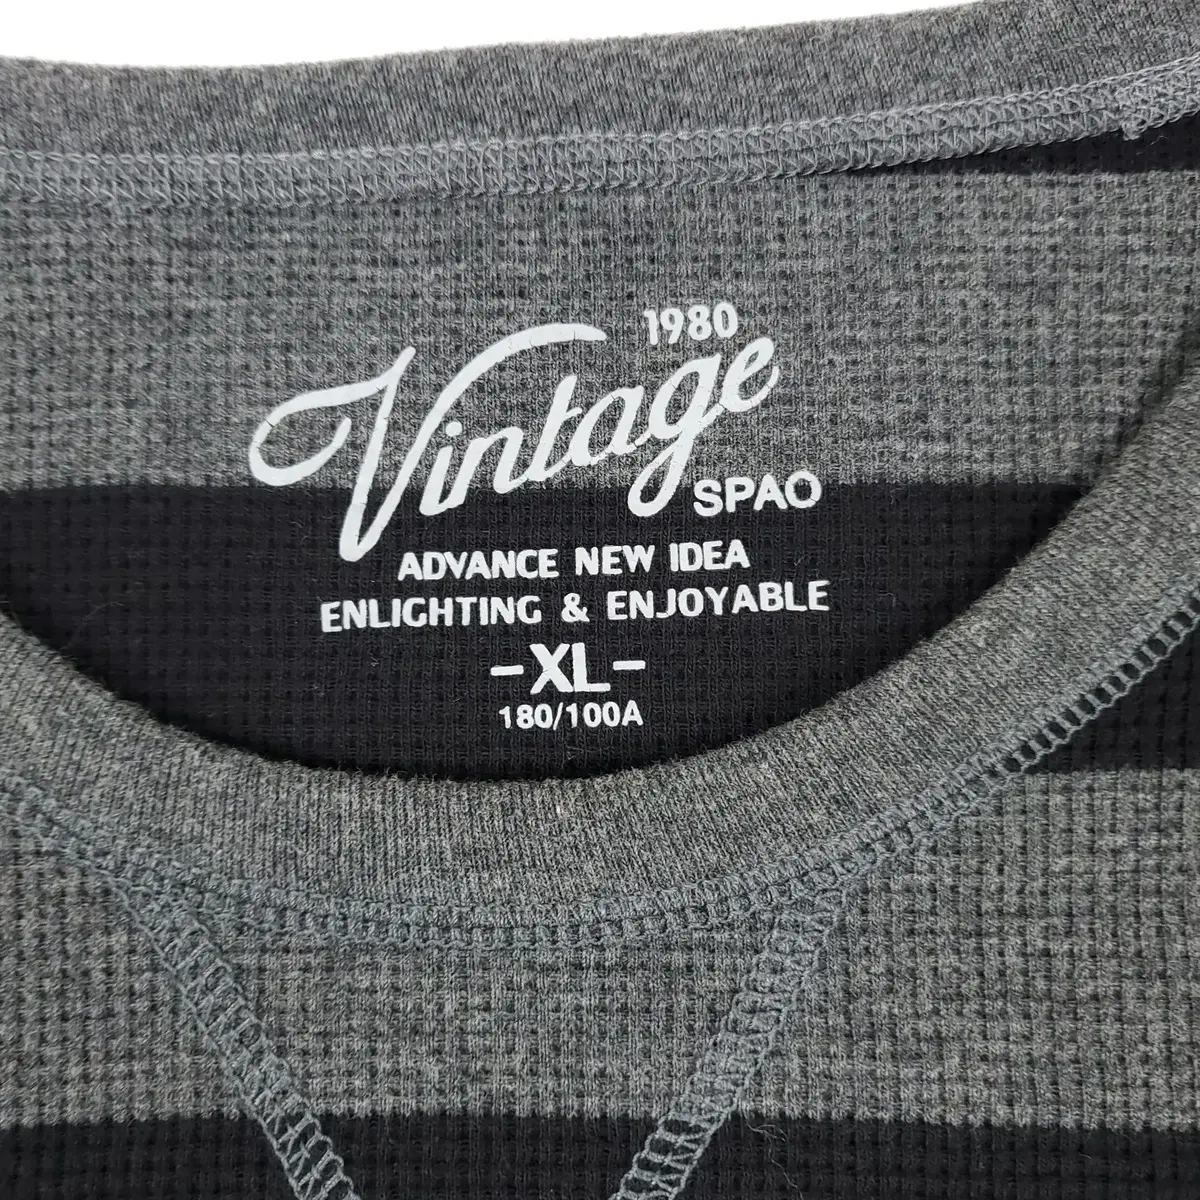 1980
Vintage
SPAO
ADVANCE NEW IDEA
ENLIGHTING & ENJOYABLE
-XL-
180/100A